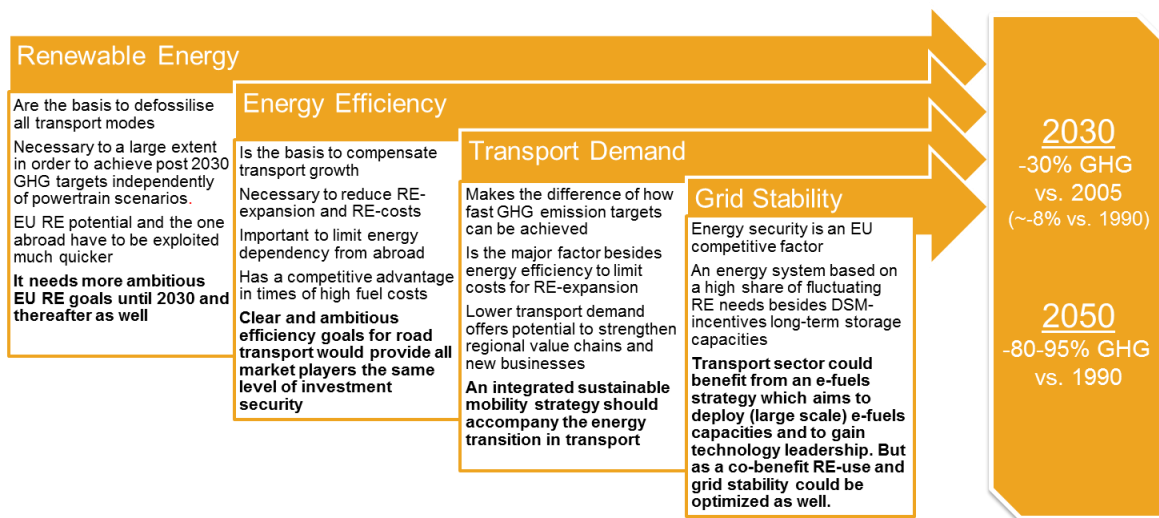 Renewable Energy
Are the basis to defossilise
all transport modes
Necessary to a large extent
in order to achieve post 2030
GHG targets independently
of powertrain scenarios.
EU RE potential and the one
abroad have to be exploited
much quicker
It needs more ambitious
EU RE goals until 2030 and
thereafter as well
Energy Efficiency
Is the basis to compensate
transport growth
Necessary to reduce RE-
expansion and RE-costs
Important to limit energy
dependency from abroad
Has a competitive advantage
in times of high fuel costs
Clear and ambitious
efficiency goals for road
transport would provide all
market players the same
level of investment
security
Transport Demand
Makes the difference of how
fast GHG emission targets
can be achieved
Is the major factor besides
energy efficiency to limit
costs for RE-expansion
Lower transport demand
offers potential to strengthen
regional value chains and
new businesses
An integrated sustainable
mobility strategy should
accompany the energy
transition in transport
Grid Stability
Energy security is an EU
competitive factor
An energy system based on
a high share of fluctuating
RE needs besides DSM-
incentives long-term storage
capacities
Transport sector could
benefit from an e-fuels
strategy which aims to
deploy (large scale) e-fuels
capacities and to gain
technology leadership. But
as a co-benefit RE-use and
grid stability could be
optimized as well.
2030
-30% GHG
vs. 2005
(~-8% vs. 1990)
2050
-80-95% GHG
vs. 1990